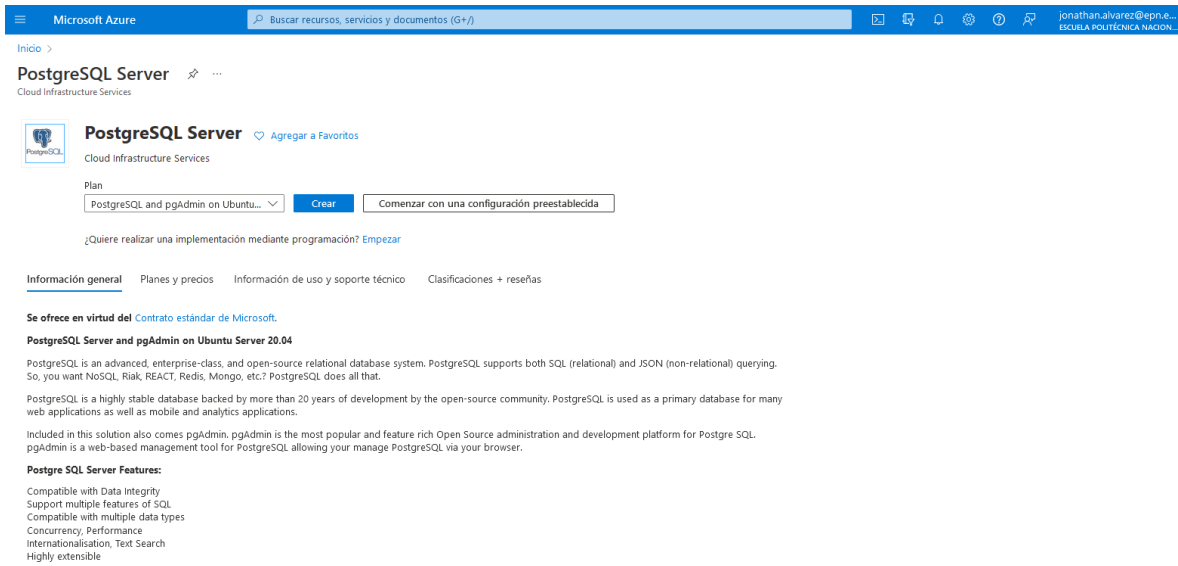 Microsoft Azure
Buscar recursos, servicios y documentos (G+/)
jonathan.alvarez@epn.e...
ESCUELA POLITÉCNICA NACION...
Inicio >
PostgreSQL Server
Cloud Infrastructure Services
PostgreSQL
PostgreSQL Server
Agregar a Favoritos
Cloud Infrastructure Services
Plan
PostgreSQL and pgAdmin on Ubuntu...
Crear
Comenzar con una configuración preestablecida
¿Quiere realizar una implementación mediante programación? Empezar
Información general
Planes y precios
Información de uso y soporte técnico
Clasificaciones + reseñas
Se ofrece en virtud del Contrato estándar de Microsoft.
PostgreSQL Server and pgAdmin on Ubuntu Server 20.04
PostgreSQL is an advanced, enterprise-class, and open-source relational database system. PostgreSQL supports both SQL (relational) and JSON (non-relational) querying.
So, you want NoSQL, Riak, REACT, Redis, Mongo, etc.? PostgreSQL does all that.
PostgreSQL is a highly stable database backed by more than 20 years of development by the open-source community. PostgreSQL is used as a primary database for many
web applications as well as mobile and analytics applications.
Included in this solution also comes pgAdmin. pgAdmin is the most popular and feature rich Open Source administration and development platform for Postgre SQL.
pgAdmin is a web-based management tool for PostgreSQL allowing your manage PostgreSQL via your browser.
Postgre SQL Server Features:
Compatible with Data Integrity
Support multiple features of SQL
Compatible with multiple data types
Concurrency, Performance
Internationalisation, Text Search
Highly extensible